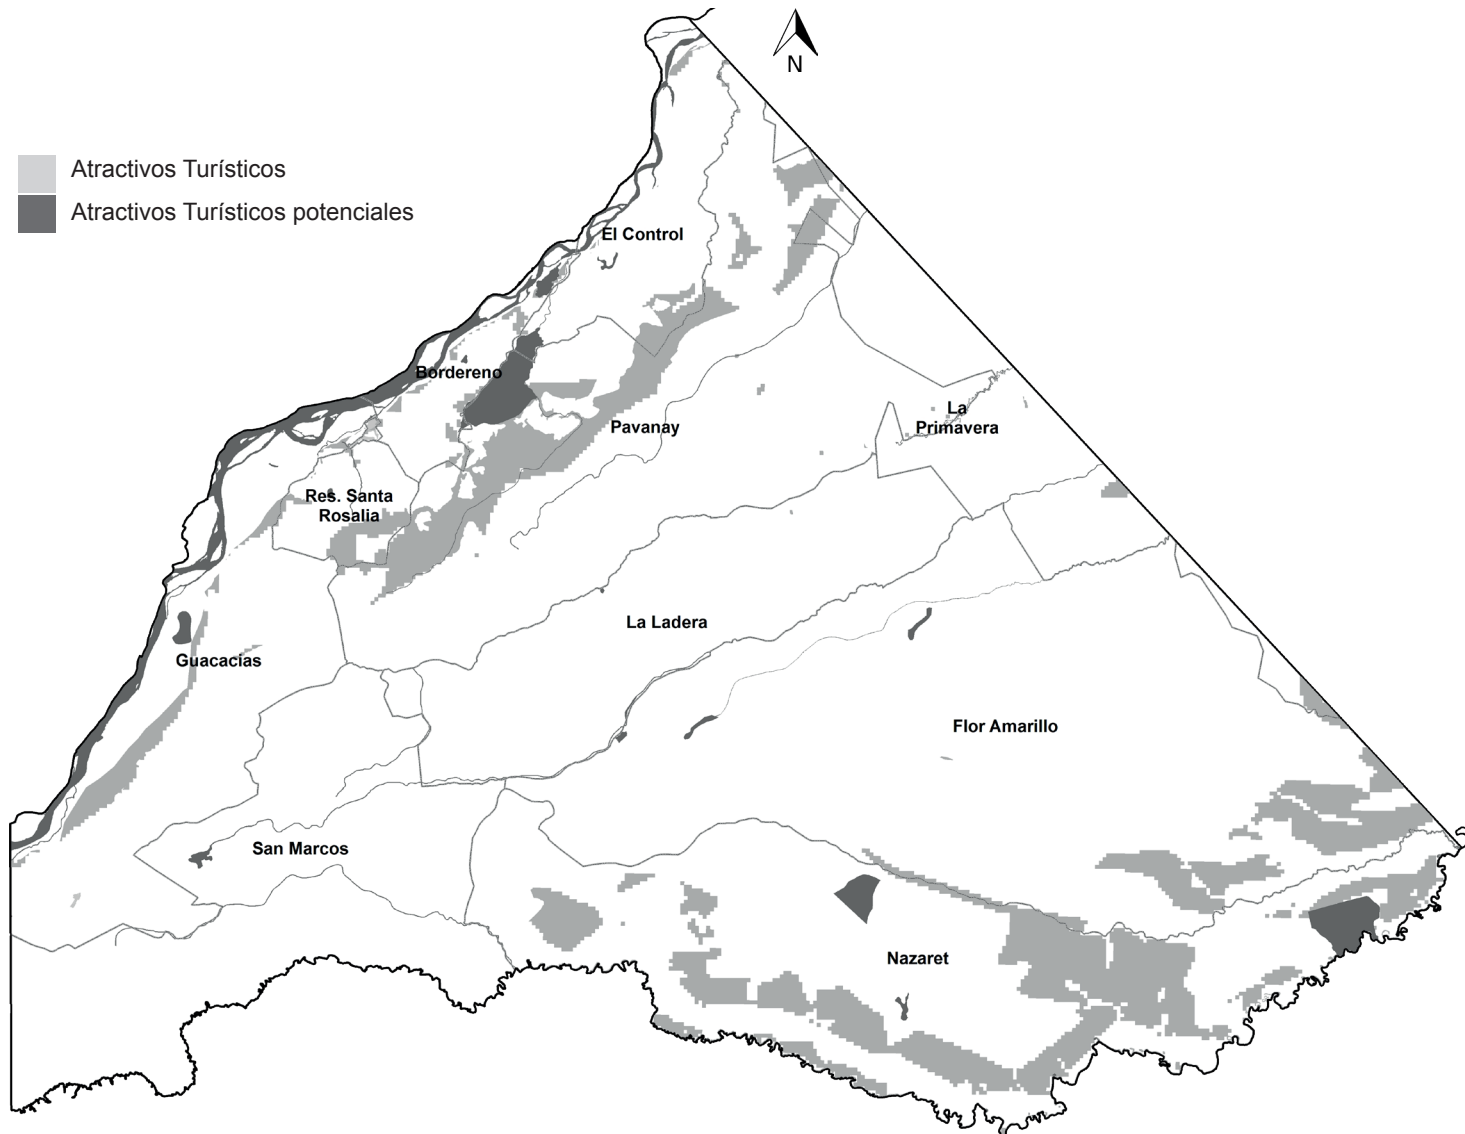 N
Atractivos Turísticos
Atractivos Turísticos potenciales
El Control
Bordereno
Pavanay
La
Primavera
Res. Santa
Rosalia
La Ladera
Guacacias
Flor Amarillo
San Marcos
Nazaret